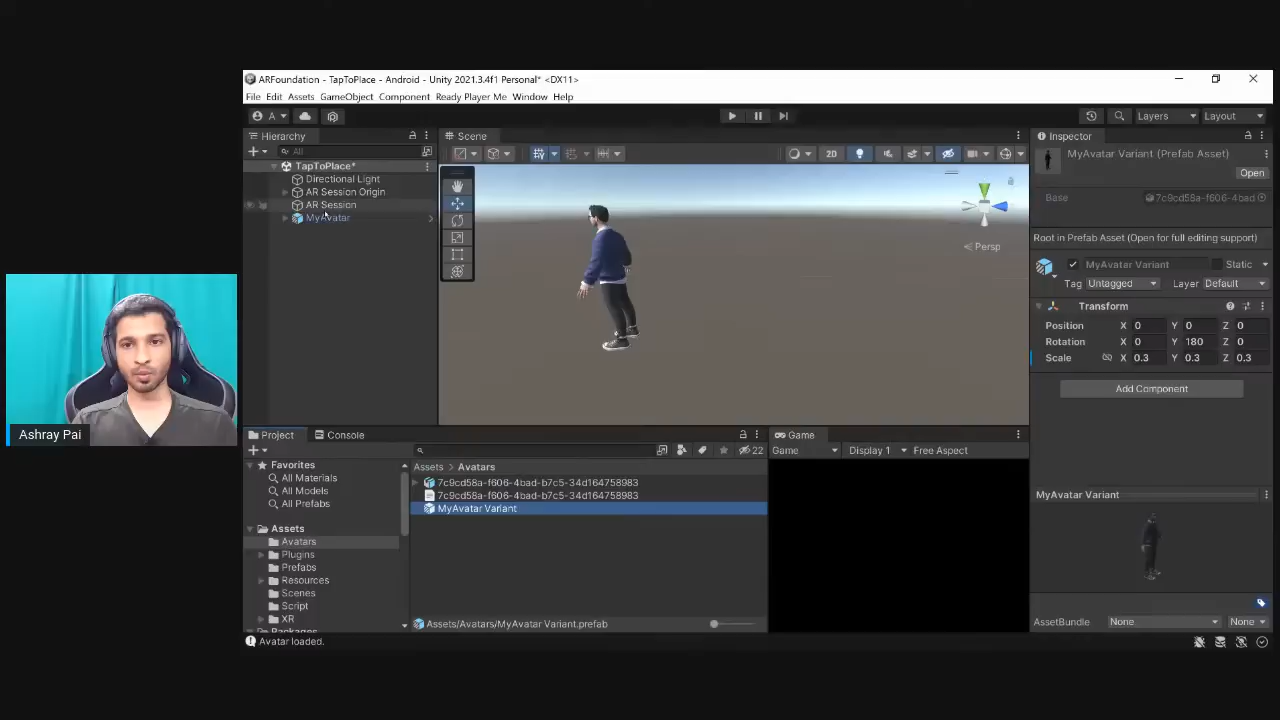 ARFoundation - TapToPlace - Android - Unity 2021.3.4f1 Personal* <DX11>
File Edit Assets GameObject Component Ready Player Me Window Help
A Layers Layout
Hierarchy
All
TapToPlace*
Directional Light
AR Session Origin
AR Session
MyAvatar
Scene
2D
Persp
Inspector
MyAvatar Variant (Prefab Asset)
Open
Base 7c9cd58a-f606-4bad
Root in Prefab Asset (Open for full editing support)
MyAvatar Variant Static
Tag Untagged Layer Default
Transform
Position X 0 Y 0 Z 0
Rotation X 0 Y 180 Z 0
Scale X 0.3 Y 0.3 Z 0.3
Add Component
Ashray Pai
Project Console
22
Favorites
All Materials
All Models
All Prefabs
Assets
Avatars
Plugins
Prefabs
Resources
Scenes
Script
XR
Packages
Assets > Avatars
7c9cd58a-f606-4bad-b7c5-34d164758983
7c9cd58a-f606-4bad-b7c5-34d164758983
MyAvatar Variant
Assets/Avatars/MyAvatar Variant.prefab
Game
Game Display 1 Free Aspect
MyAvatar Variant
AssetBundle None None
Avatar loaded.